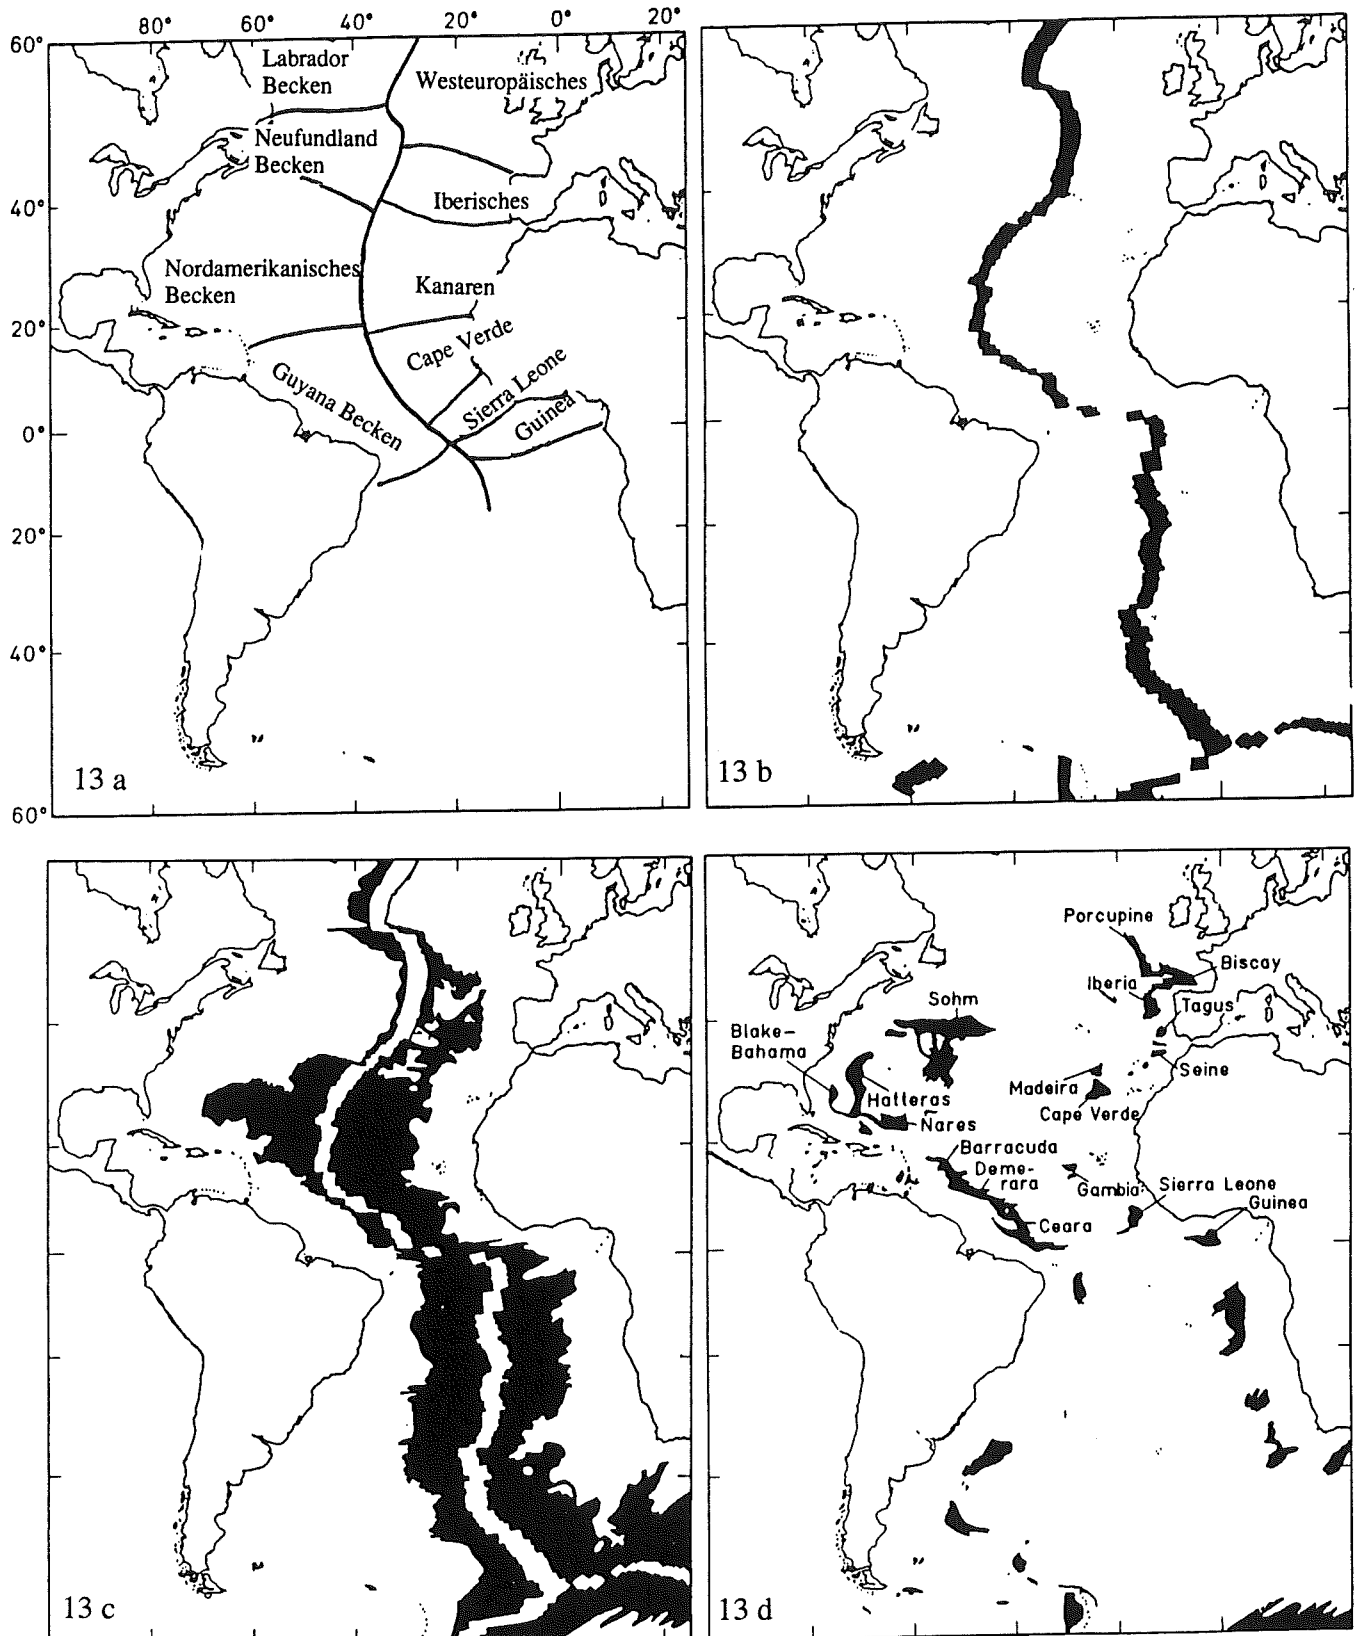 80° 60° 40° 20° 0° 20°
60°
40°
20°
0°
20°
40°
60°
Labrador
Becken
Westeuropäisches
Neufundland
Becken
Iberisches
Nordamerikanisches
Becken
Kanaren
Cape Verde
Guyana Becken
Sierra Leone
Guinea
13 a
13 b
13 c
Porcupine
Biscay
Iberia
Tagus
Sohm
Blake-
Bahama
Seine
Madeira
Hatteras
Cape Verde
Ñares
Barracuda
Deme-
rara
Gambia
Sierra Leone
Guinea
Ceara
13 d